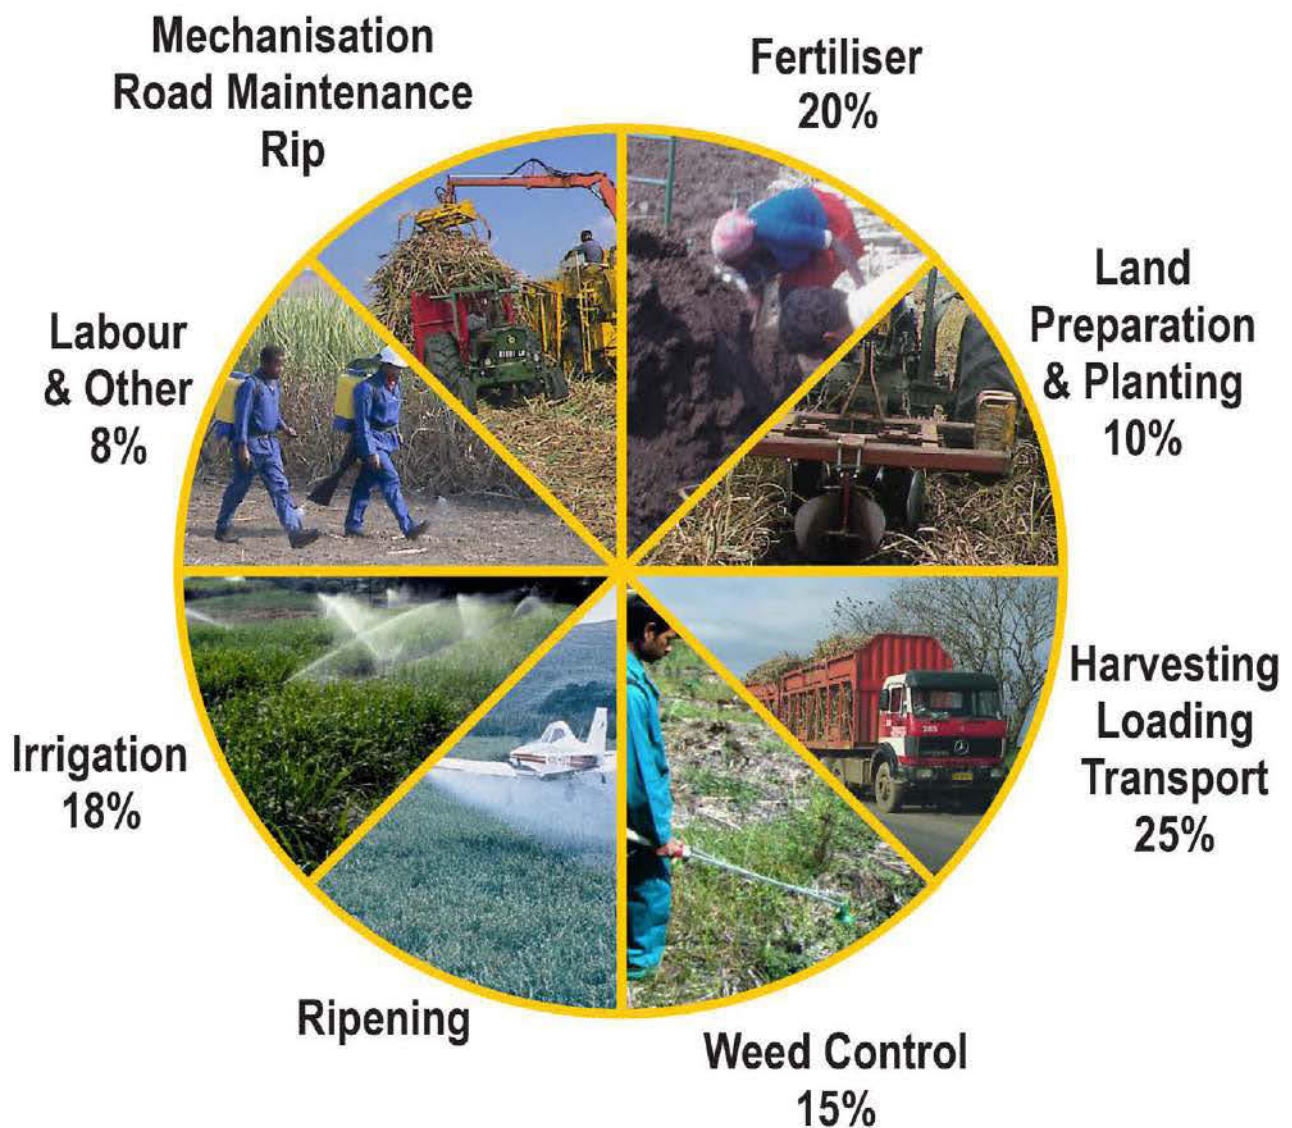 Mechanisation
Road Maintenance
Rip
Fertiliser
20%
Land
Preparation
& Planting
10%
Labour
& Other
8%
Harvesting
Loading
Transport
25%
Irrigation
18%
Ripening
Weed Control
15%